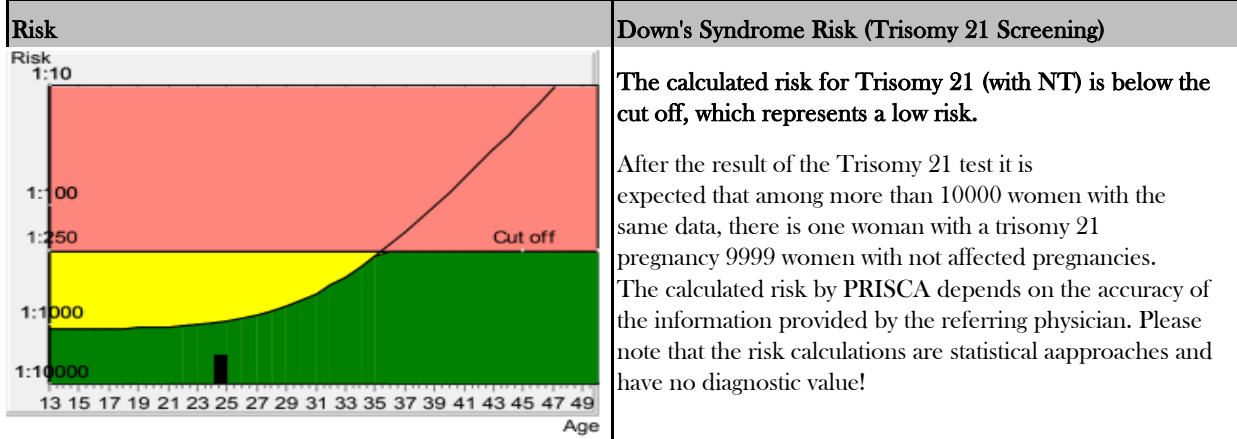 Risk
Risk
1:10
1:100
1:250
Cut off
1:1000
1:10000
13 15 17 19 21 23 25 27 29 31 33 35 37 39 41 43 45 47 49
Age
Down's Syndrome Risk (Trisomy 21 Screening)
The calculated risk for Trisomy 21 (with NT) is below the
cut off, which represents a low risk.
After the result of the Trisomy 21 test it is
expected that among more than 10000 women with the
same data, there is one woman with a trisomy 21
pregnancy 9999 women with not affected pregnancies.
The calculated risk by PRISCA depends on the accuracy of
the information provided by the referring physician. Please
note that the risk calculations are statistical aapproaches and
have no diagnostic value!